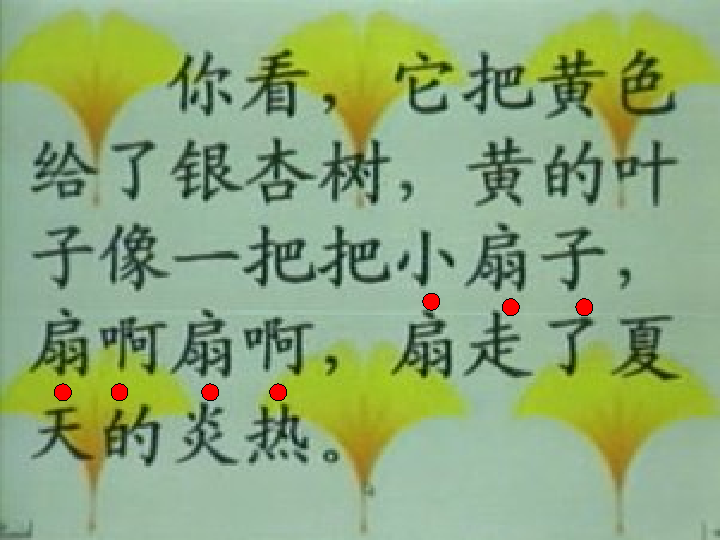 你看，它把黄色
给了银杏树，黄的叶
子像一把把小扇子，
扇啊扇啊，扇走了夏
天的炎热。